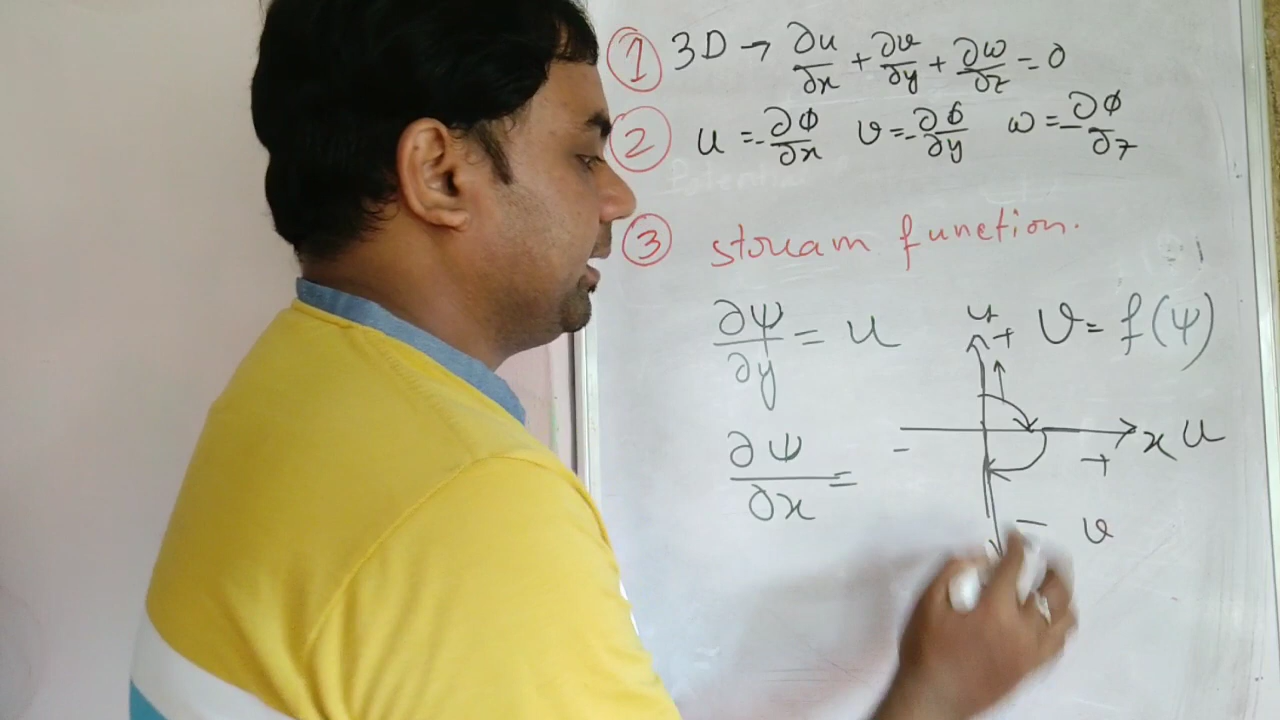 ① 3D → ∂u/∂x + ∂v/∂y + ∂w/∂z = 0
② u = -∂ϕ/∂x v = -∂ϕ/∂y w = -∂ϕ/∂z
③ stream function.
∂ψ/∂y = u
y + v = f(ψ)
∂ψ/∂x =
- x u
+
- v